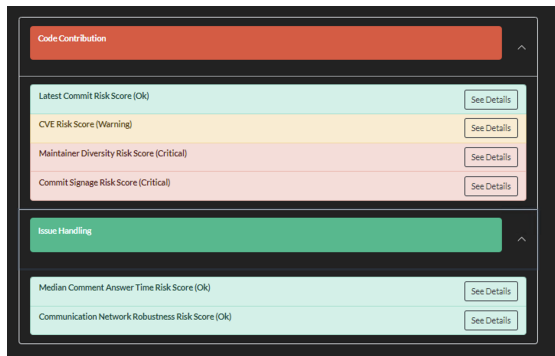 Code Contribution
Latest Commit Risk Score (Ok)
See Details
CVE Risk Score (Warning)
See Details
Maintainer Diversity Risk Score (Critical)
See Details
Commit Signage Risk Score (Critical)
See Details
Issue Handling
Median Comment Answer Time Risk Score (Ok)
See Details
Communication Network Robustness Risk Score (Ok)
See Details